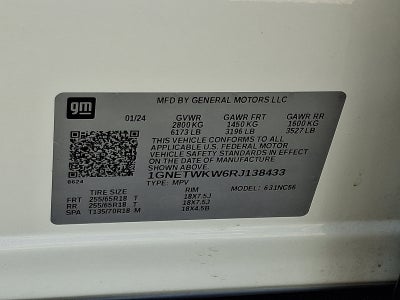 gm
MFD BY GENERAL MOTORS LLC
01/24 GVWR GAWR FRT GAWR RR
2800 KG 1450 KG 1600 KG
6173 LB 3196 LB 3527 LB
THIS VEHICLE CONFORMS TO ALL
APPLICABLE U.S. FEDERAL MOTOR
VEHICLE SAFETY STANDARDS IN EFFECT
ON THE DATE OF MANUFACTURE
SHOWN ABOVE.
1GNETWKW6RJ138433
8624
TYPE: MPV MODEL: 631NC56
TIRE SIZE RIM
FRT 255/65R18 T 18X7.5J
RR 255/65R18 T 18X7.5J
SPA T135/70R18 M 18X4.5B